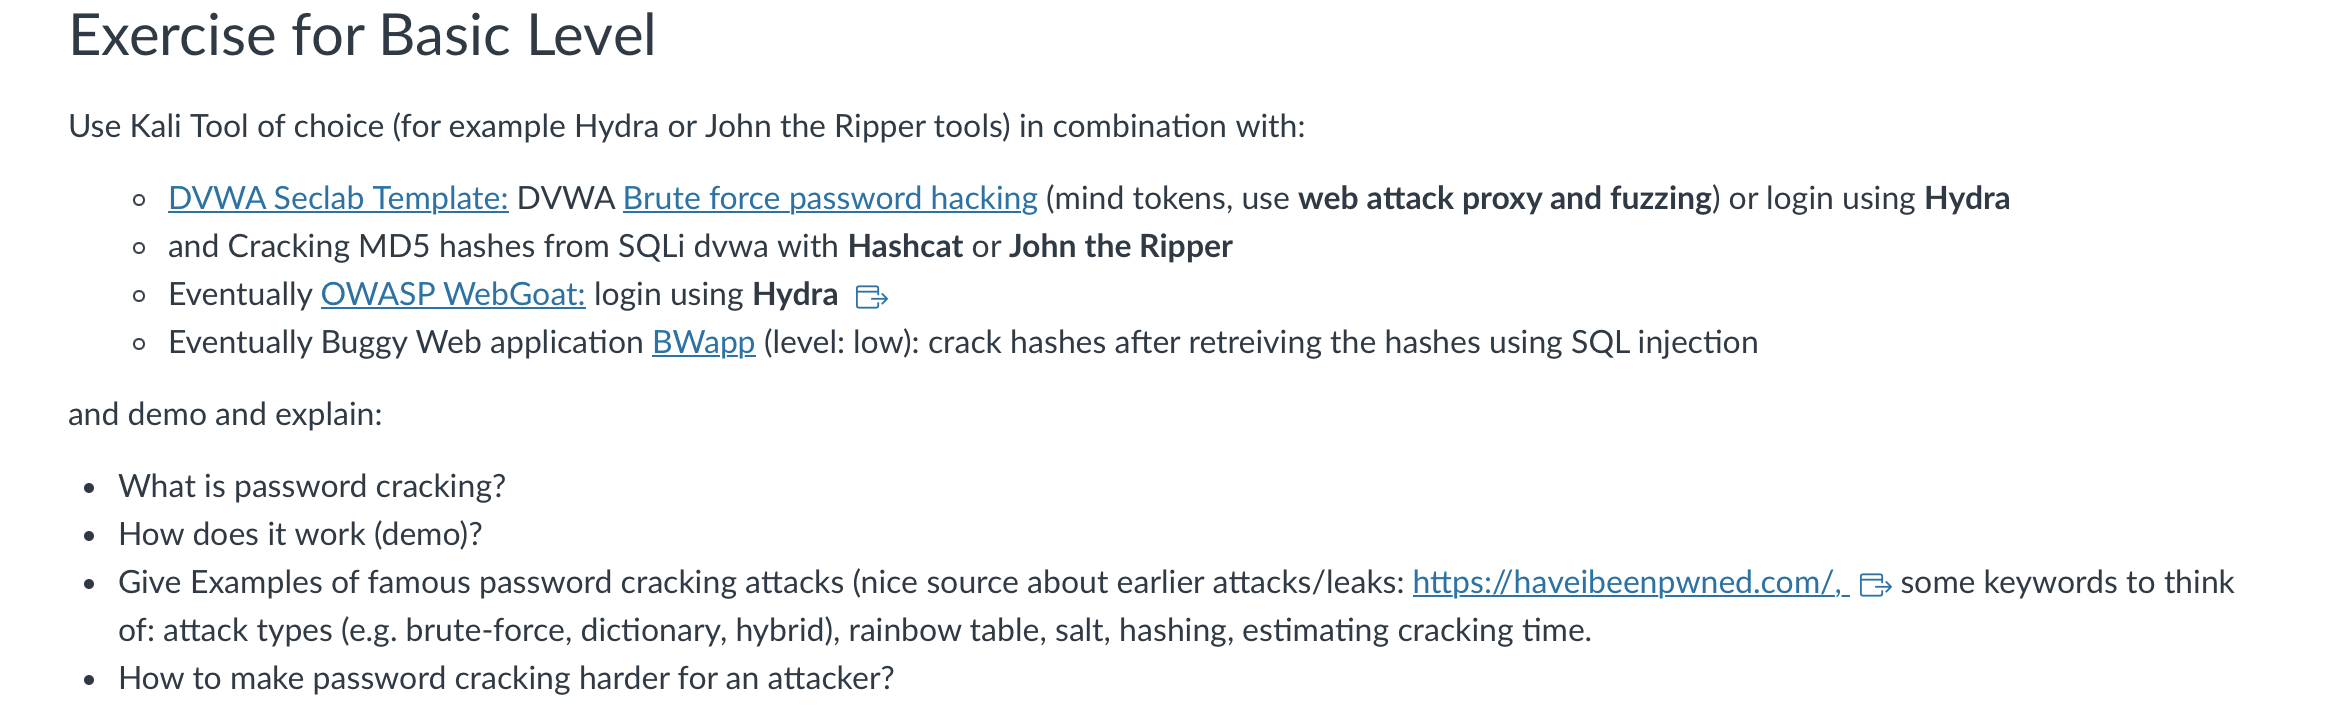 Exercise for Basic Level
Use Kali Tool of choice (for example Hydra or John the Ripper tools) in combination with:
DVWA Seclab Template: DVWA Brute force password hacking (mind tokens, use web attack proxy and fuzzing) or login using Hydra
and Cracking MD5 hashes from SQLi dvwa with Hashcat or John the Ripper
Eventually OWASP WebGoat: login using Hydra
Eventually Buggy Web application BWapp (level: low): crack hashes after retreiving the hashes using SQL injection
and demo and explain:
What is password cracking?
How does it work (demo)?
Give Examples of famous password cracking attacks (nice source about earlier attacks/leaks: https://haveibeenpwned.com/, some keywords to think
of: attack types (e.g. brute-force, dictionary, hybrid), rainbow table, salt, hashing, estimating cracking time.
How to make password cracking harder for an attacker?